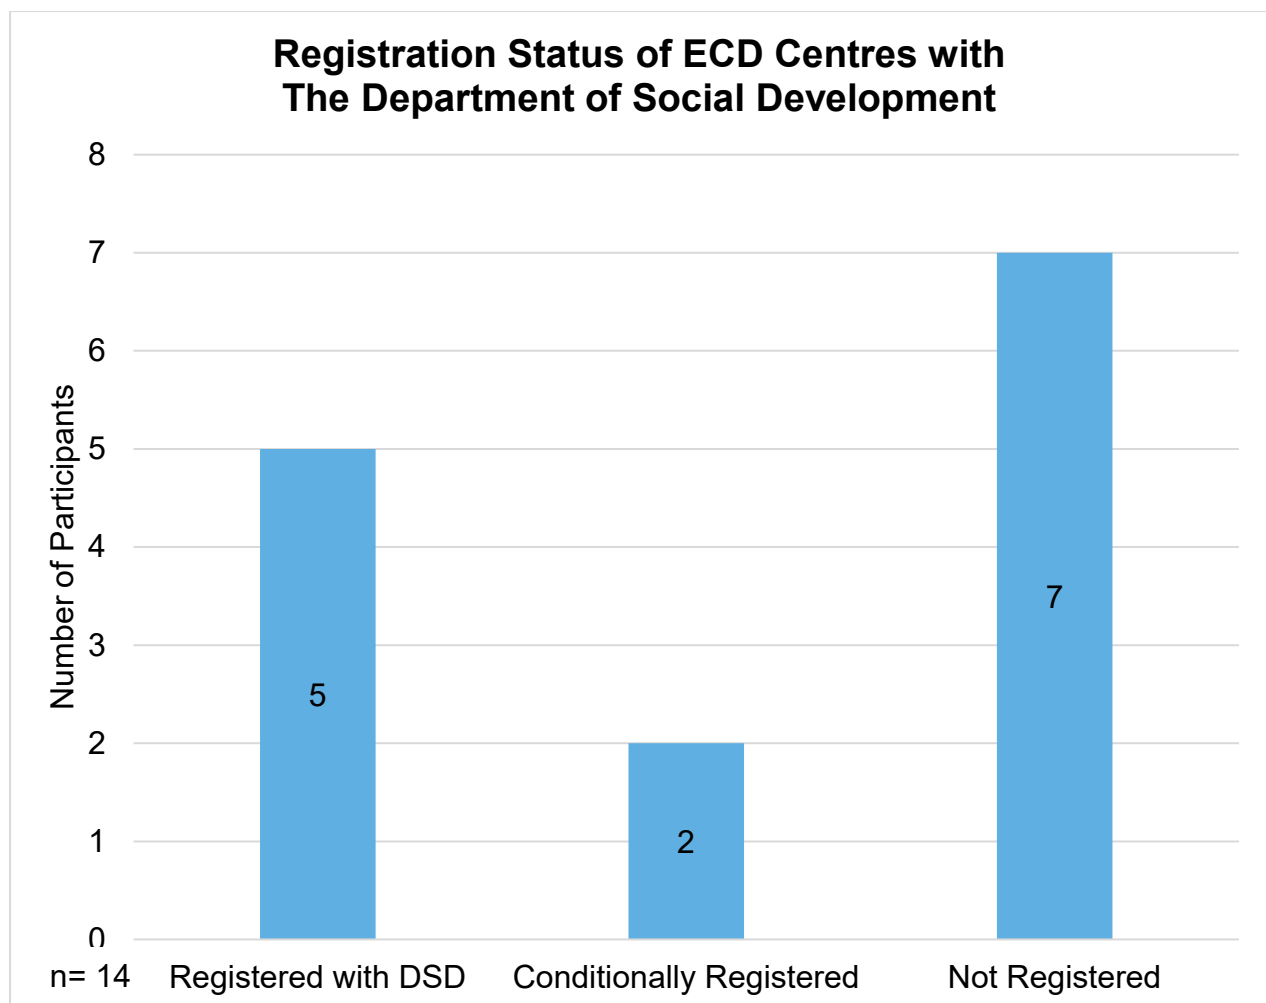 Registration Status of ECD Centres with
The Department of Social Development
8
7
6
5
4
3
2
1
0
Number of Participants
5
2
7
n= 14
Registered with DSD
Conditionally Registered
Not Registered